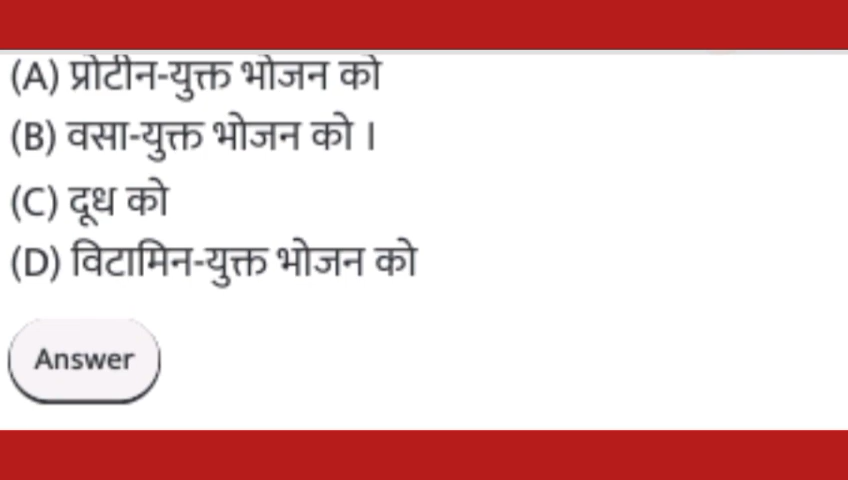 (A) प्रोटीन-युक्त भोजन को
(B) वसा-युक्त भोजन को ।
(C) दूध को
(D) विटामिन-युक्त भोजन को
Answer